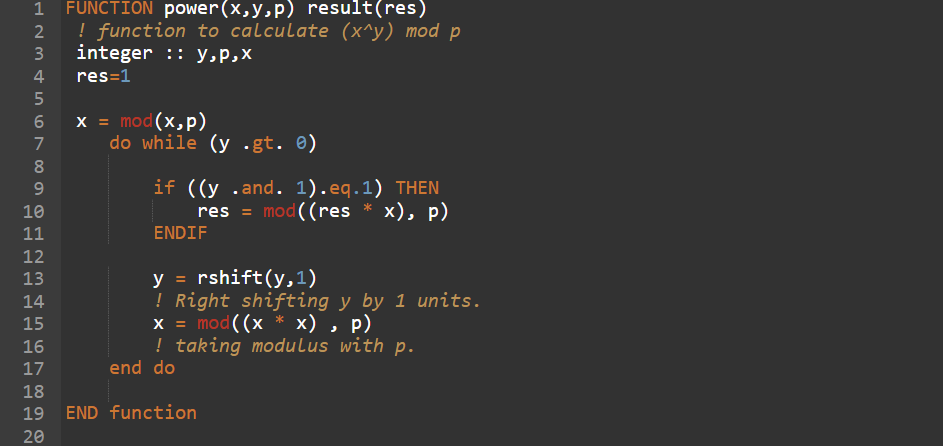 1 FUNCTION power(x,y,p) result(res)
2 ! function to calculate (x^y) mod p
3 integer :: y,p,x
4 res=1
5
6 x = mod(x,p)
7 do while (y .gt. 0)
8
9 if ((y .and. 1).eq.1) THEN
10 res = mod((res * x), p)
11 ENDIF
12
13 y = rshift(y,1)
14 ! Right shifting y by 1 units.
15 x = mod((x * x) , p)
16 ! taking modulus with p.
17 end do
18
19 END function
20